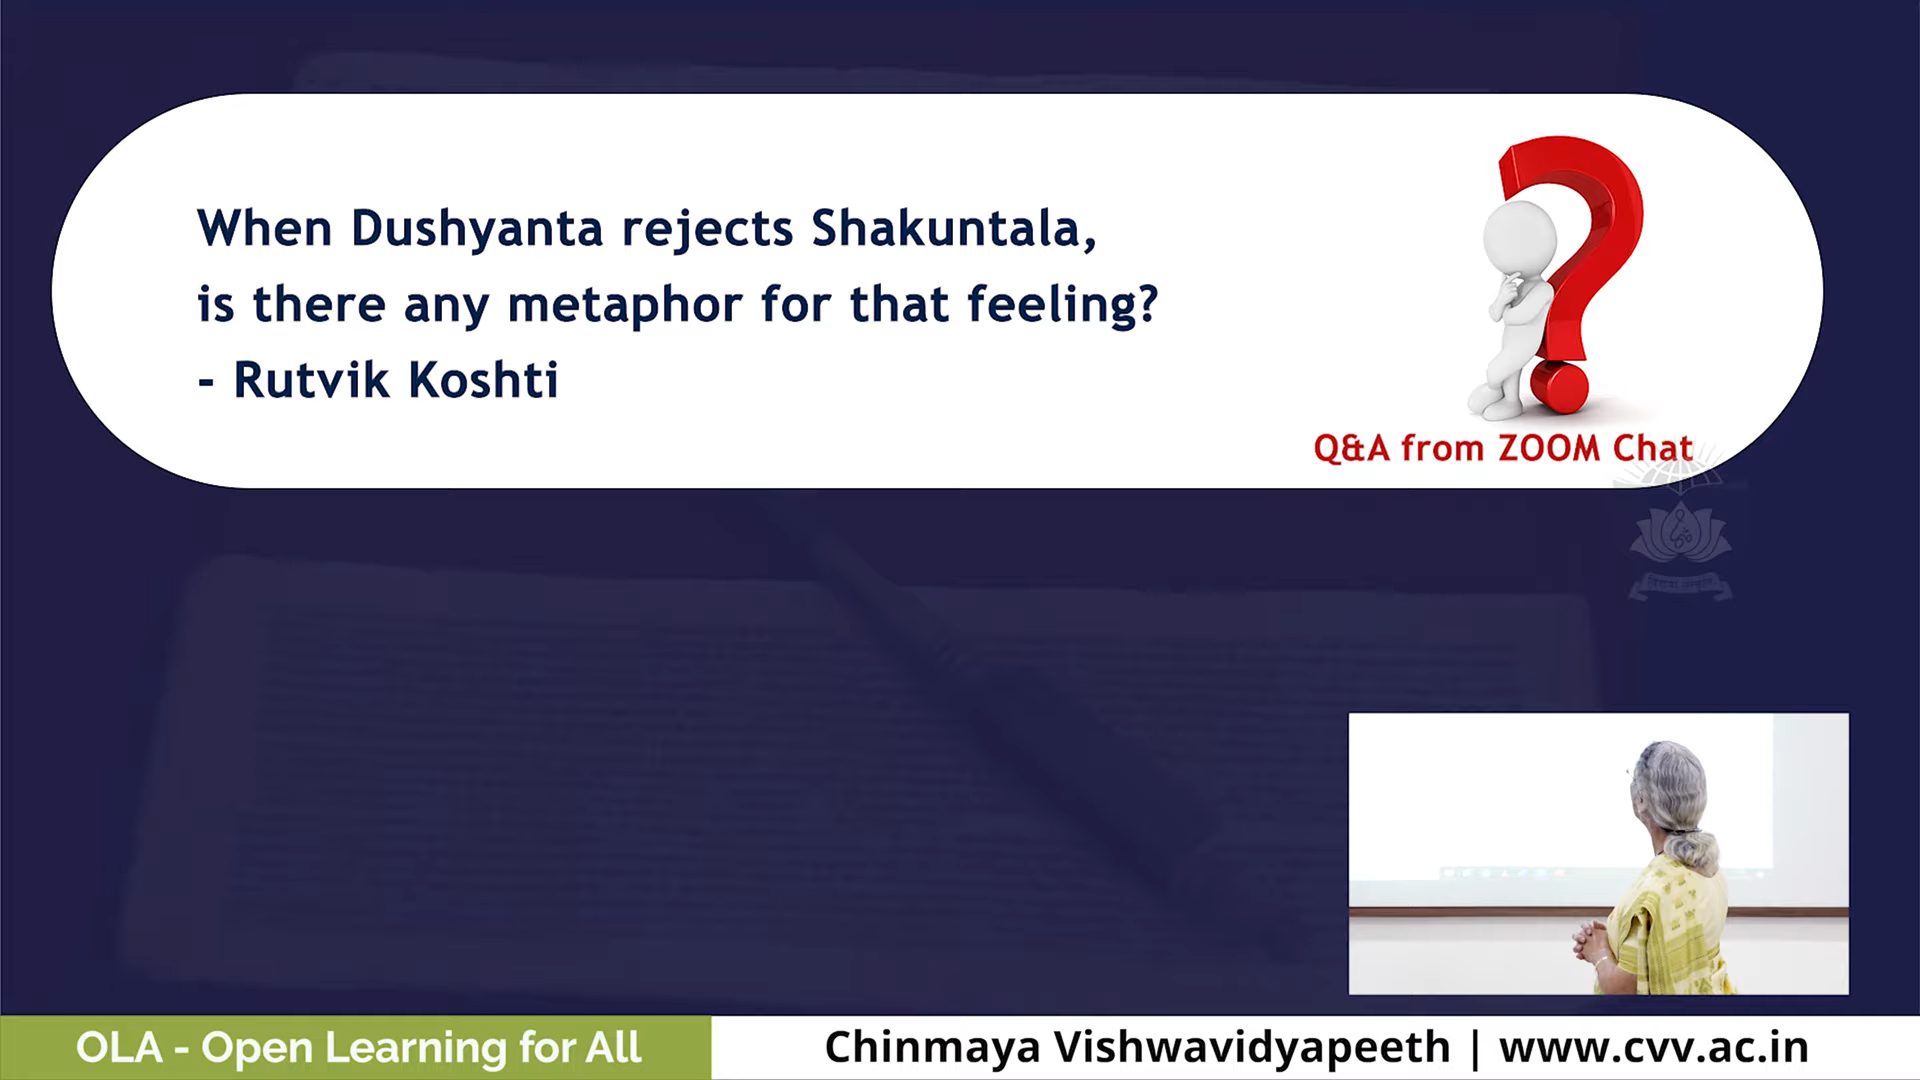 When Dushyanta rejects Shakuntala,
is there any metaphor for that feeling?
- Rutvik Koshti
Q&A from ZOOM Chat
OLA - Open Learning for All
Chinmaya Vishwavidyapeeth | www.cvv.ac.in